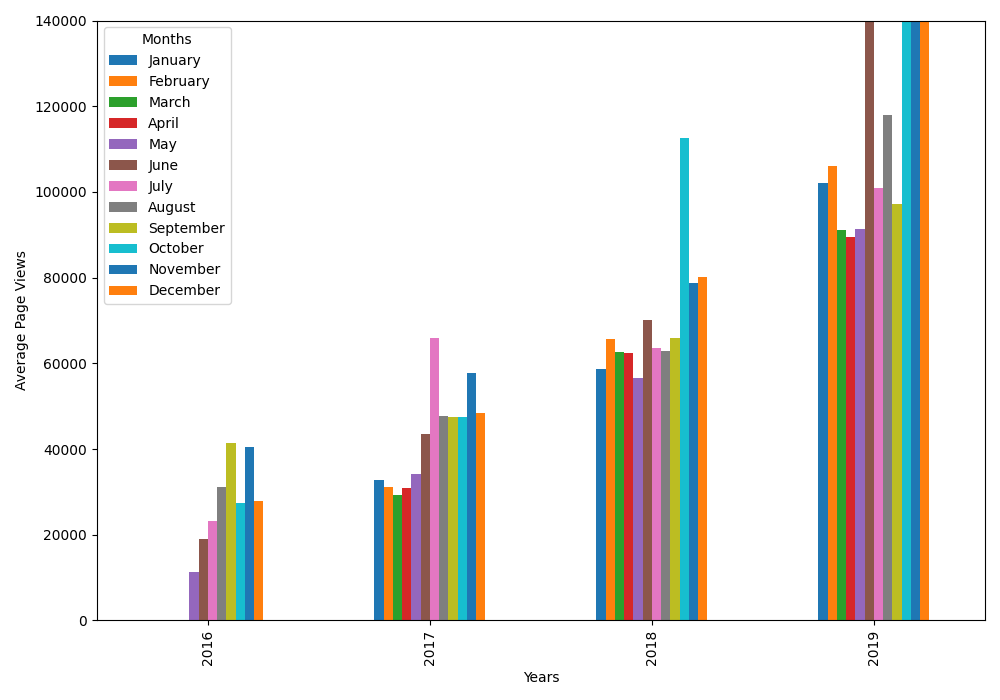 140000
120000
100000
80000
60000
40000
20000
0
Average Page Views
Months
January
February
March
April
May
June
July
August
September
October
November
December
2016
2017
2018
2019
Years